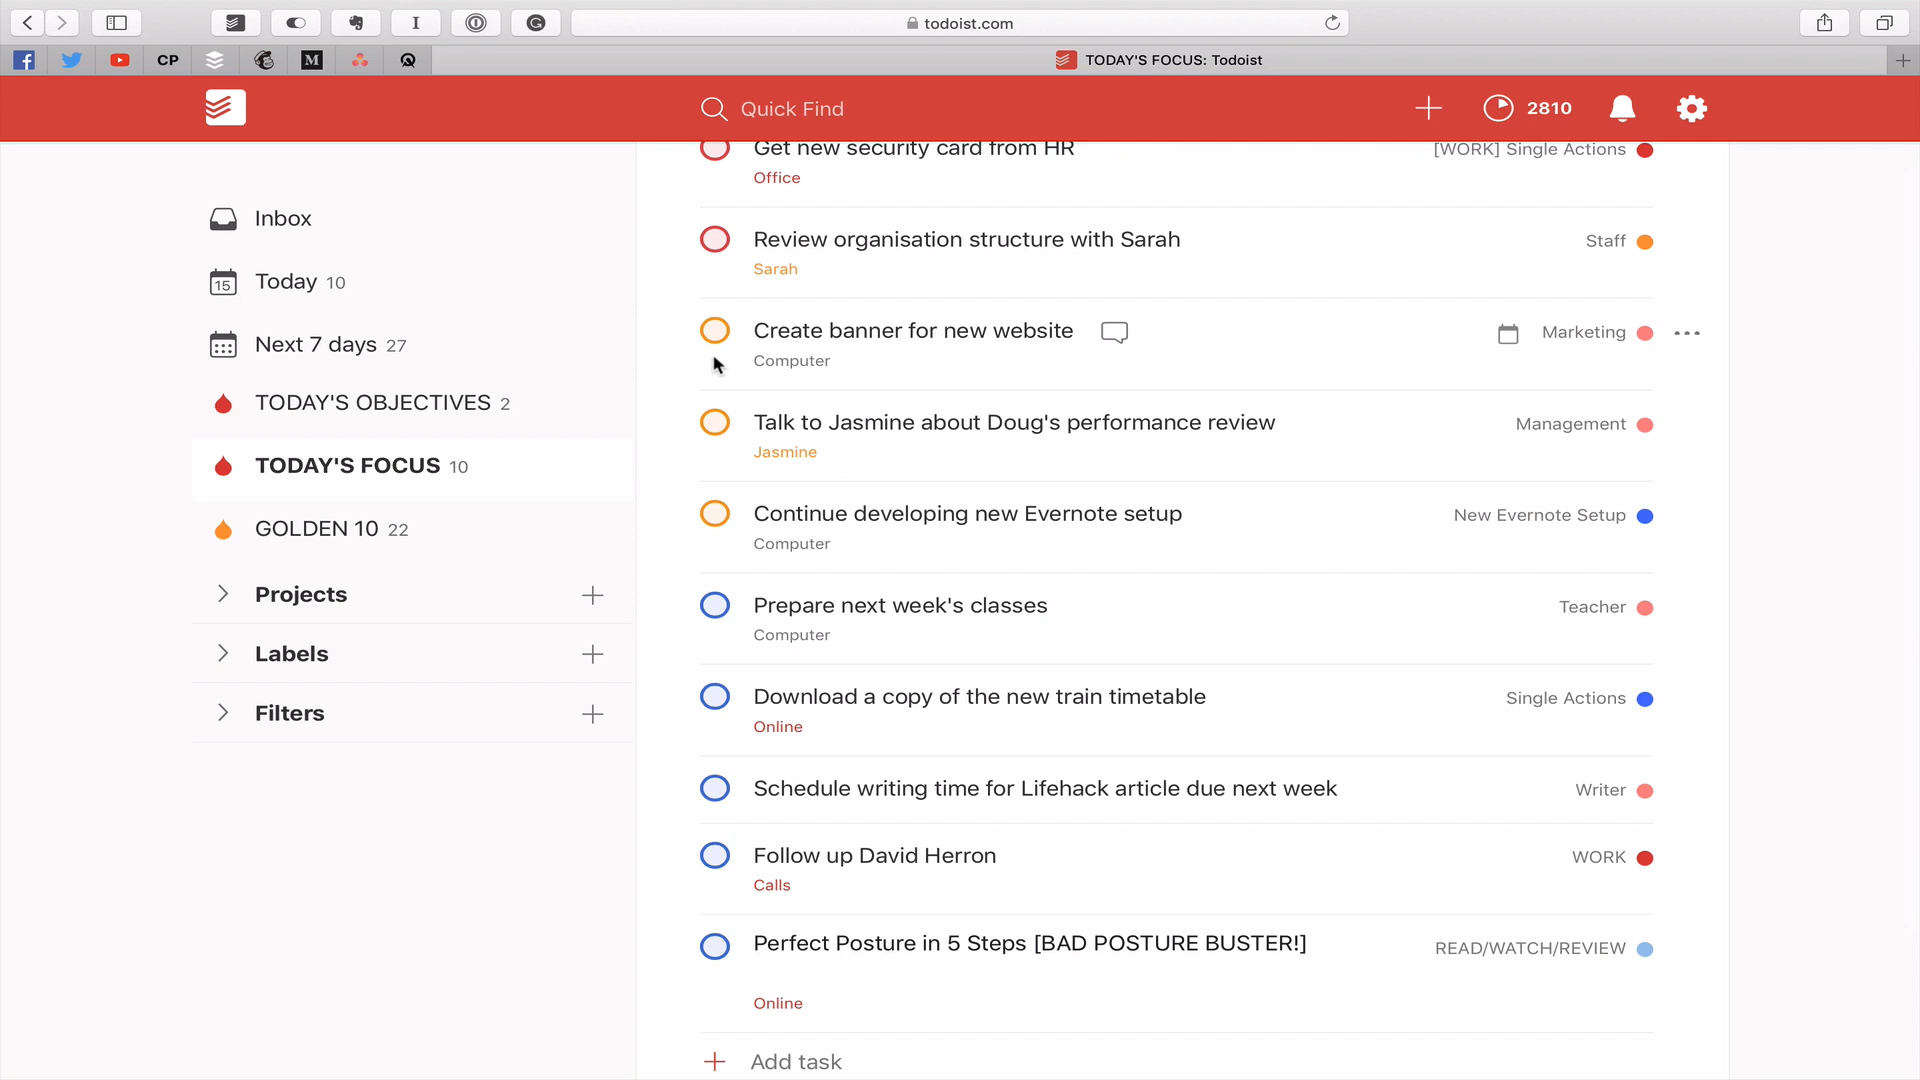 todoist.com
CP
M
TODAY'S FOCUS: Todoist
Quick Find
2810
Inbox
15
Today 10
Next 7 days 27
TODAY'S OBJECTIVES 2
TODAY'S FOCUS 10
GOLDEN 10 22
Projects
Labels
Filters
Get new security card from HR
[WORK] Single Actions
Office
Review organisation structure with Sarah
Staff
Sarah
Create banner for new website
Marketing
Computer
Talk to Jasmine about Doug's performance review
Management
Jasmine
Continue developing new Evernote setup
New Evernote Setup
Computer
Prepare next week's classes
Teacher
Computer
Download a copy of the new train timetable
Single Actions
Online
Schedule writing time for Lifehack article due next week
Writer
Follow up David Herron
WORK
Calls
Perfect Posture in 5 Steps [BAD POSTURE BUSTER!]
READ/WATCH/REVIEW
Online
Add task